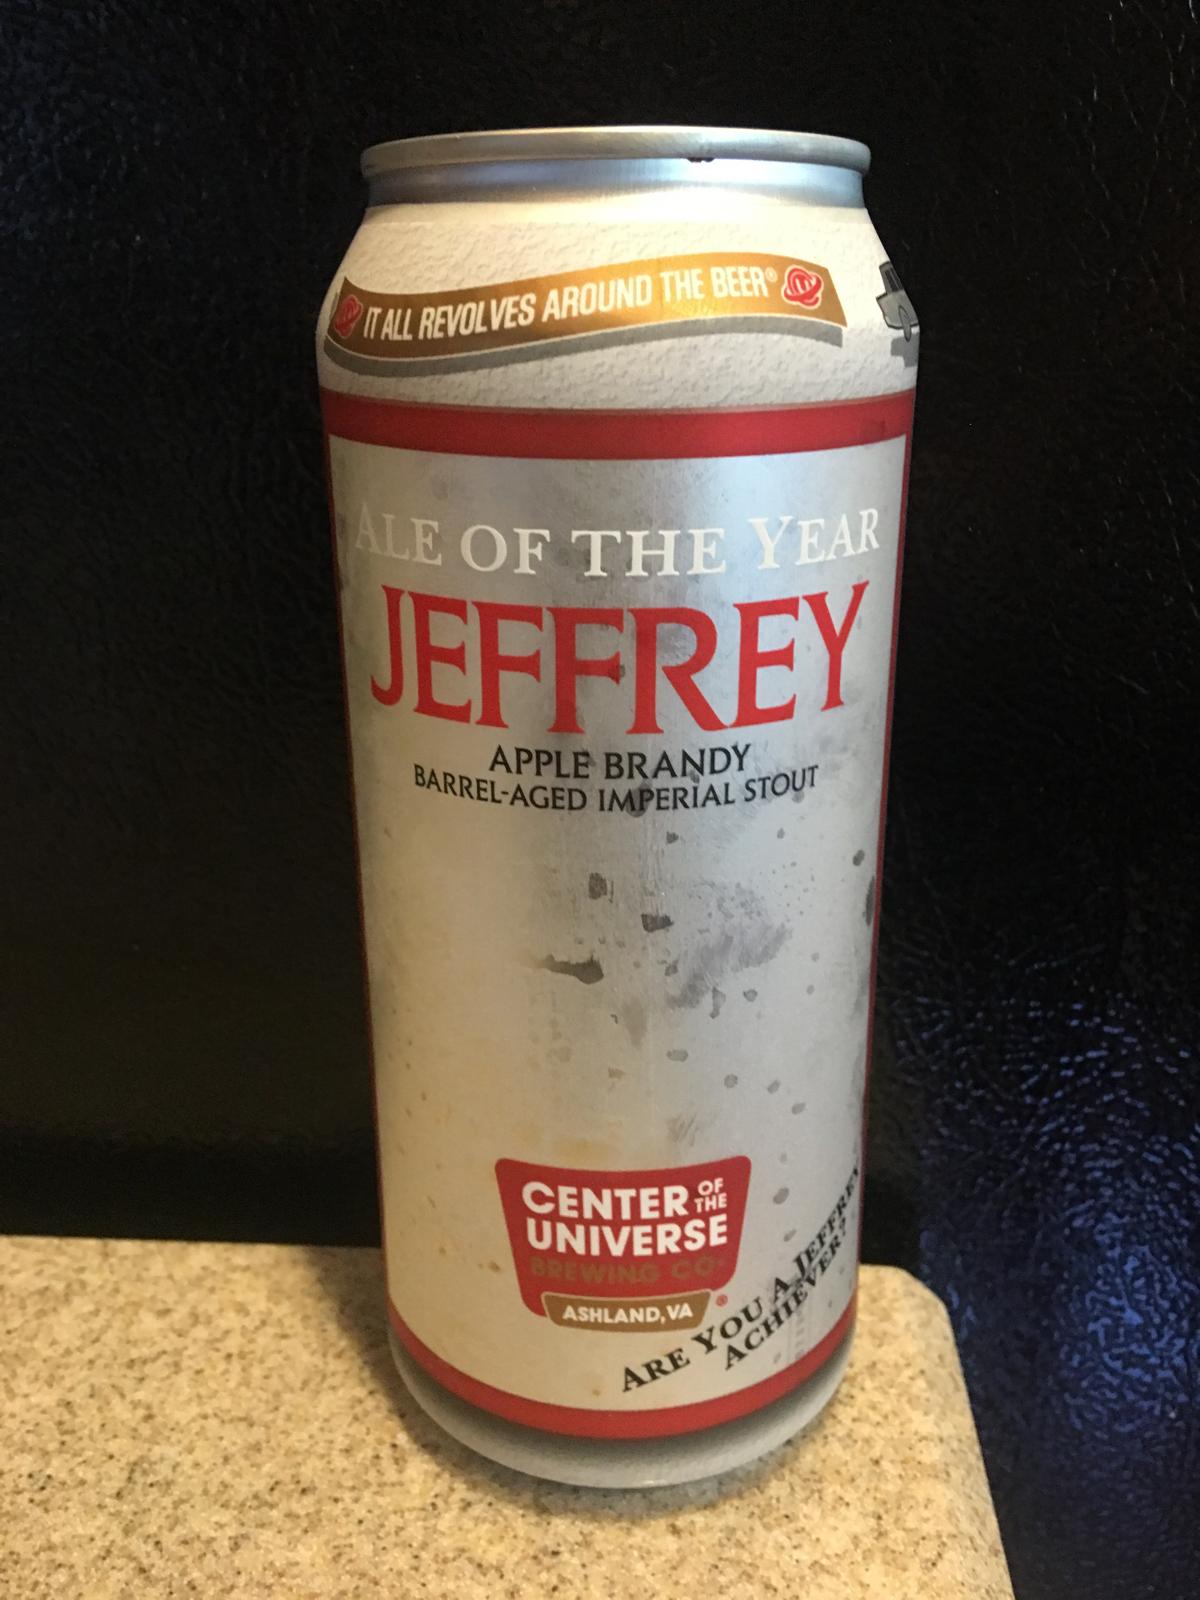 IT ALL REVOLVES AROUND THE BEER®
ALE OF THE YEAR
JEFFREY
APPLE BRANDY
BARREL-AGED IMPERIAL STOUT
CENTER OF THE
UNIVERSE
BREWING CO.
ASHLAND, VA ®
ARE YOU A JEFFREY
ACHIEVER?